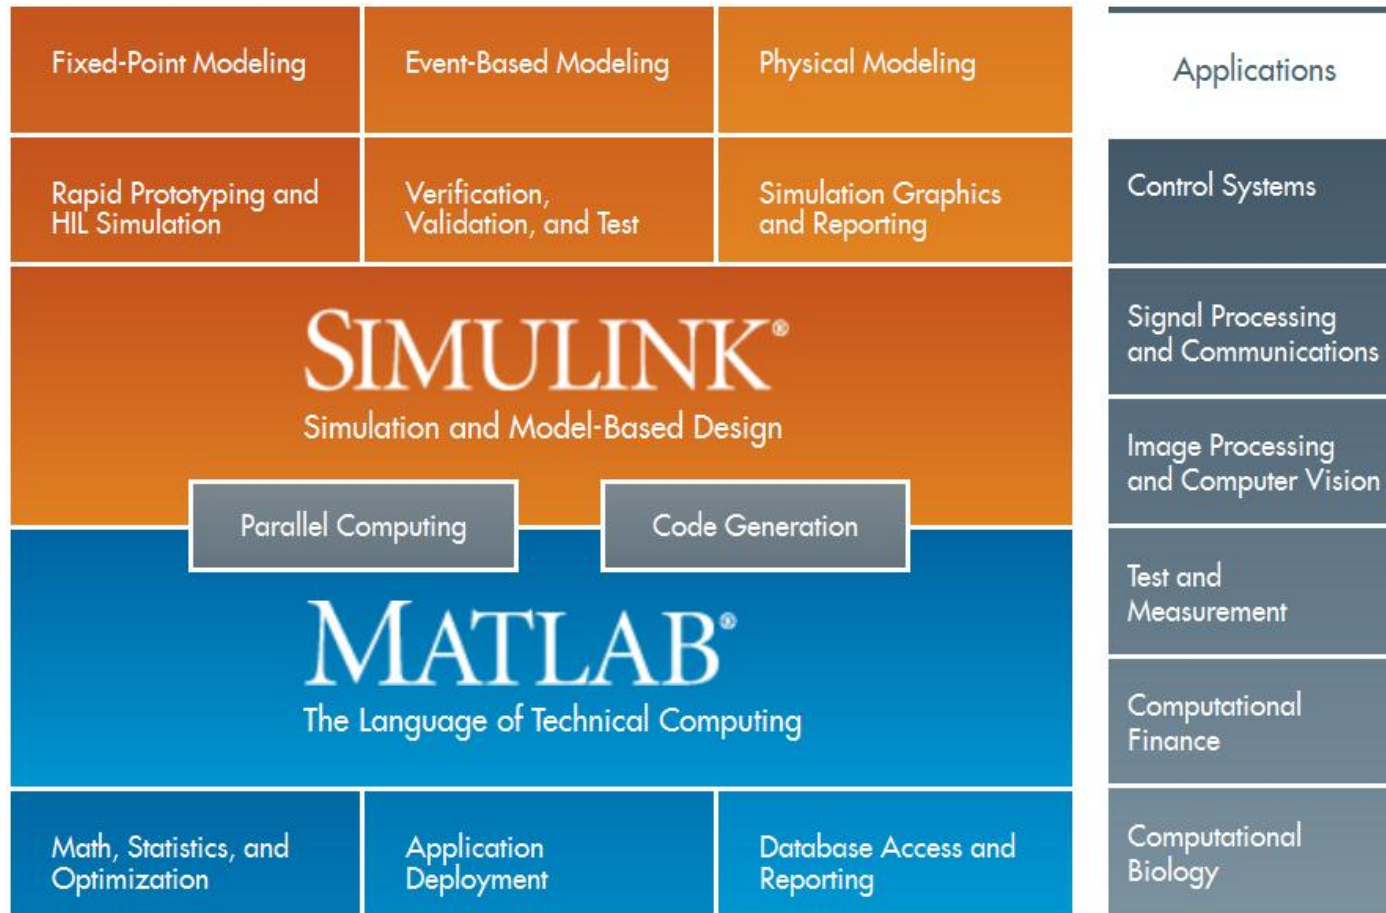 Fixed-Point Modeling
Event-Based Modeling
Physical Modeling
Rapid Prototyping and
HIL Simulation
Verification,
Validation, and Test
Simulation Graphics
and Reporting
SIMULINK®
Simulation and Model-Based Design
Parallel Computing
Code Generation
MATLAB®
The Language of Technical Computing
Math, Statistics, and
Optimization
Application
Deployment
Database Access and
Reporting
Applications
Control Systems
Signal Processing
and Communications
Image Processing
and Computer Vision
Test and
Measurement
Computational
Finance
Computational
Biology